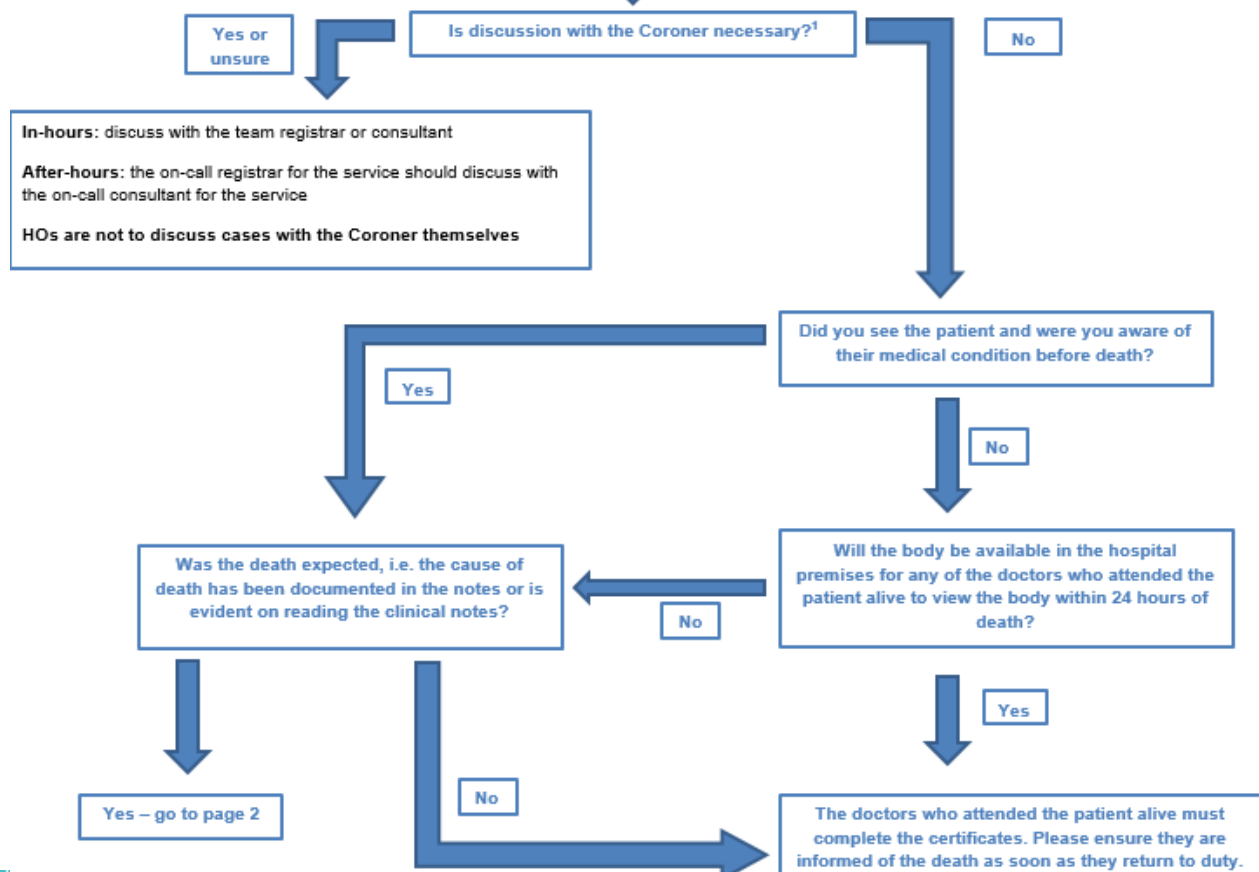 Yes or
unsure
Is discussion with the Coroner necessary?¹
No
In-hours: discuss with the team registrar or consultant
After-hours: the on-call registrar for the service should discuss with
the on-call consultant for the service
HOs are not to discuss cases with the Coroner themselves
Did you see the patient and were you aware of
their medical condition before death?
Yes
No
Was the death expected, i.e. the cause of
death has been documented in the notes or is
evident on reading the clinical notes?
No
Will the body be available in the hospital
premises for any of the doctors who attended the
patient alive to view the body within 24 hours of
death?
Yes
Yes – go to page 2
No
The doctors who attended the patient alive must
complete the certificates. Please ensure they are
informed of the death as soon as they return to duty.